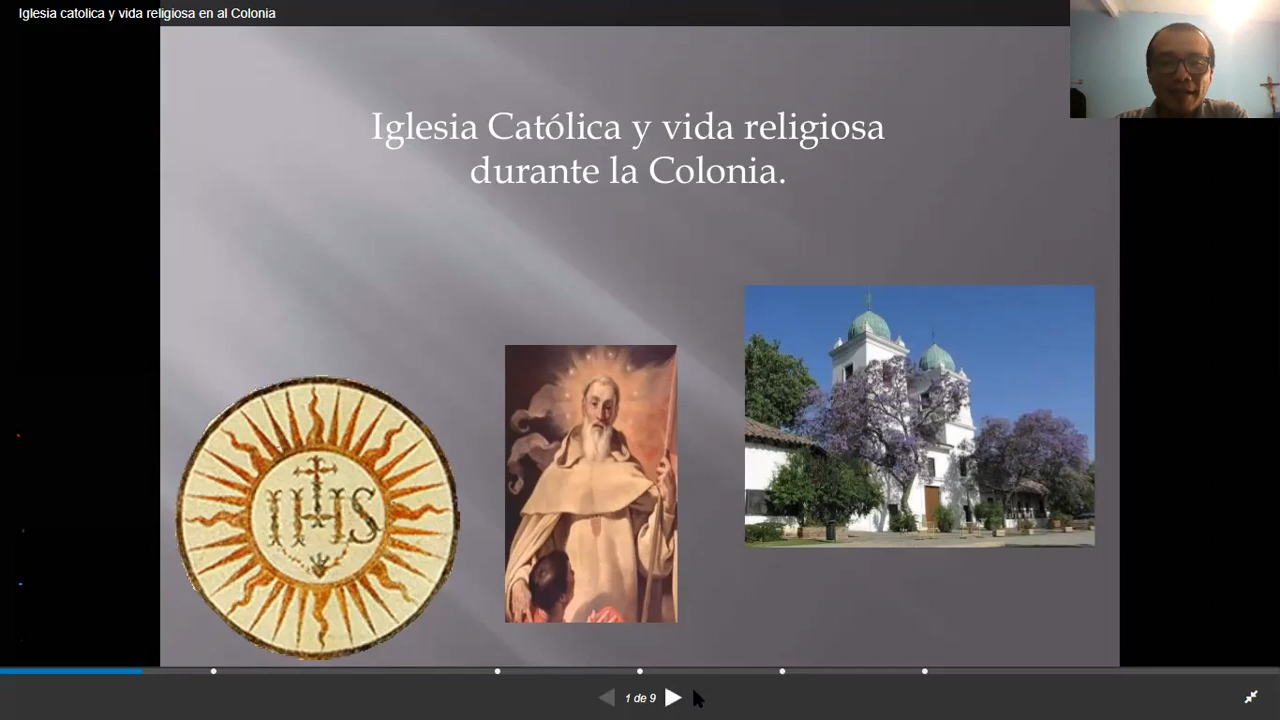 Iglesia catolica y vida religiosa en al Colonia
Iglesia Católica y vida religiosa
durante la Colonia.
IHS
1 de 9